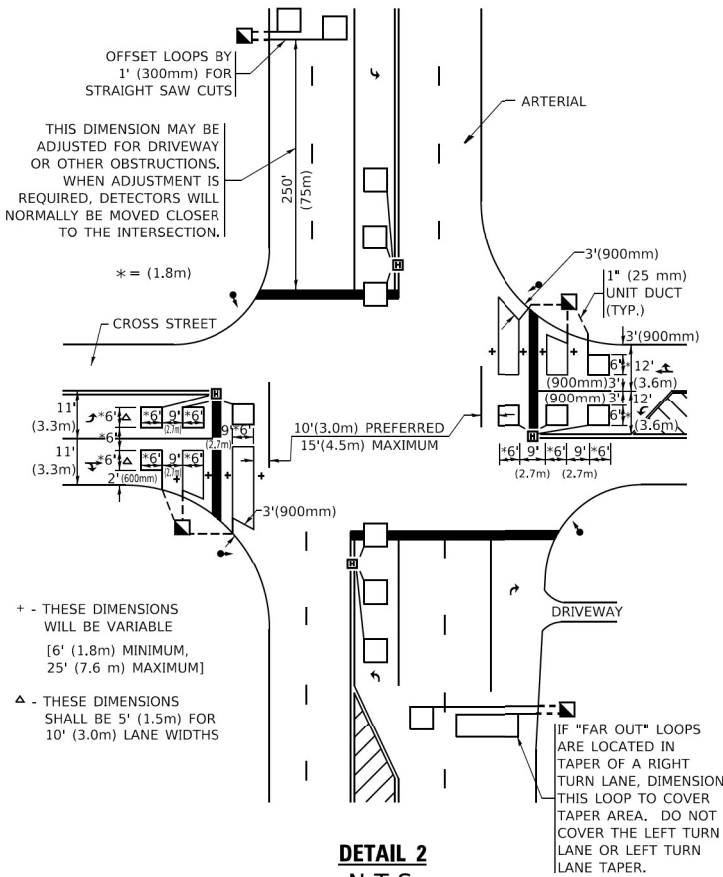 OFFSET LOOPS BY
1' (300mm) FOR
STRAIGHT SAW CUTS
THIS DIMENSION MAY BE
ADJUSTED FOR DRIVEWAY
OR OTHER OBSTRUCTIONS.
WHEN ADJUSTMENT IS
REQUIRED, DETECTORS WILL
NORMALLY BE MOVED CLOSER
TO THE INTERSECTION.
* = (1.8m)
250'
(75m)
ARTERIAL
H
3'(900mm)
1" (25 mm)
UNIT DUCT
(TYP.)
CROSS STREET
3'(900mm)
6'*
12'
(3.6m)
(900mm) 3'
(900mm) 3'
6'*
12'
(3.6m)
H
*6' 9' *6' 9' *6'
(2.7m) (2.7m)
10'(3.0m) PREFERRED
15'(4.5m) MAXIMUM
H
11'
(3.3m)
*6' Δ
*6' 9' *6'
(2.7m)
*6'
9' *6'
(2.7m)
11'
(3.3m)
*6' Δ
*6' 9' *6'
(2.7m)
2' (600mm)
3'(900mm)
H
+ - THESE DIMENSIONS
WILL BE VARIABLE
[6' (1.8m) MINIMUM,
25' (7.6 m) MAXIMUM]
Δ - THESE DIMENSIONS
SHALL BE 5' (1.5m) FOR
10' (3.0m) LANE WIDTHS
DRIVEWAY
IF "FAR OUT" LOOPS
ARE LOCATED IN
TAPER OF A RIGHT
TURN LANE, DIMENSION
THIS LOOP TO COVER
TAPER AREA. DO NOT
COVER THE LEFT TURN
LANE OR LEFT TURN
LANE TAPER.
DETAIL 2
N.T.S.